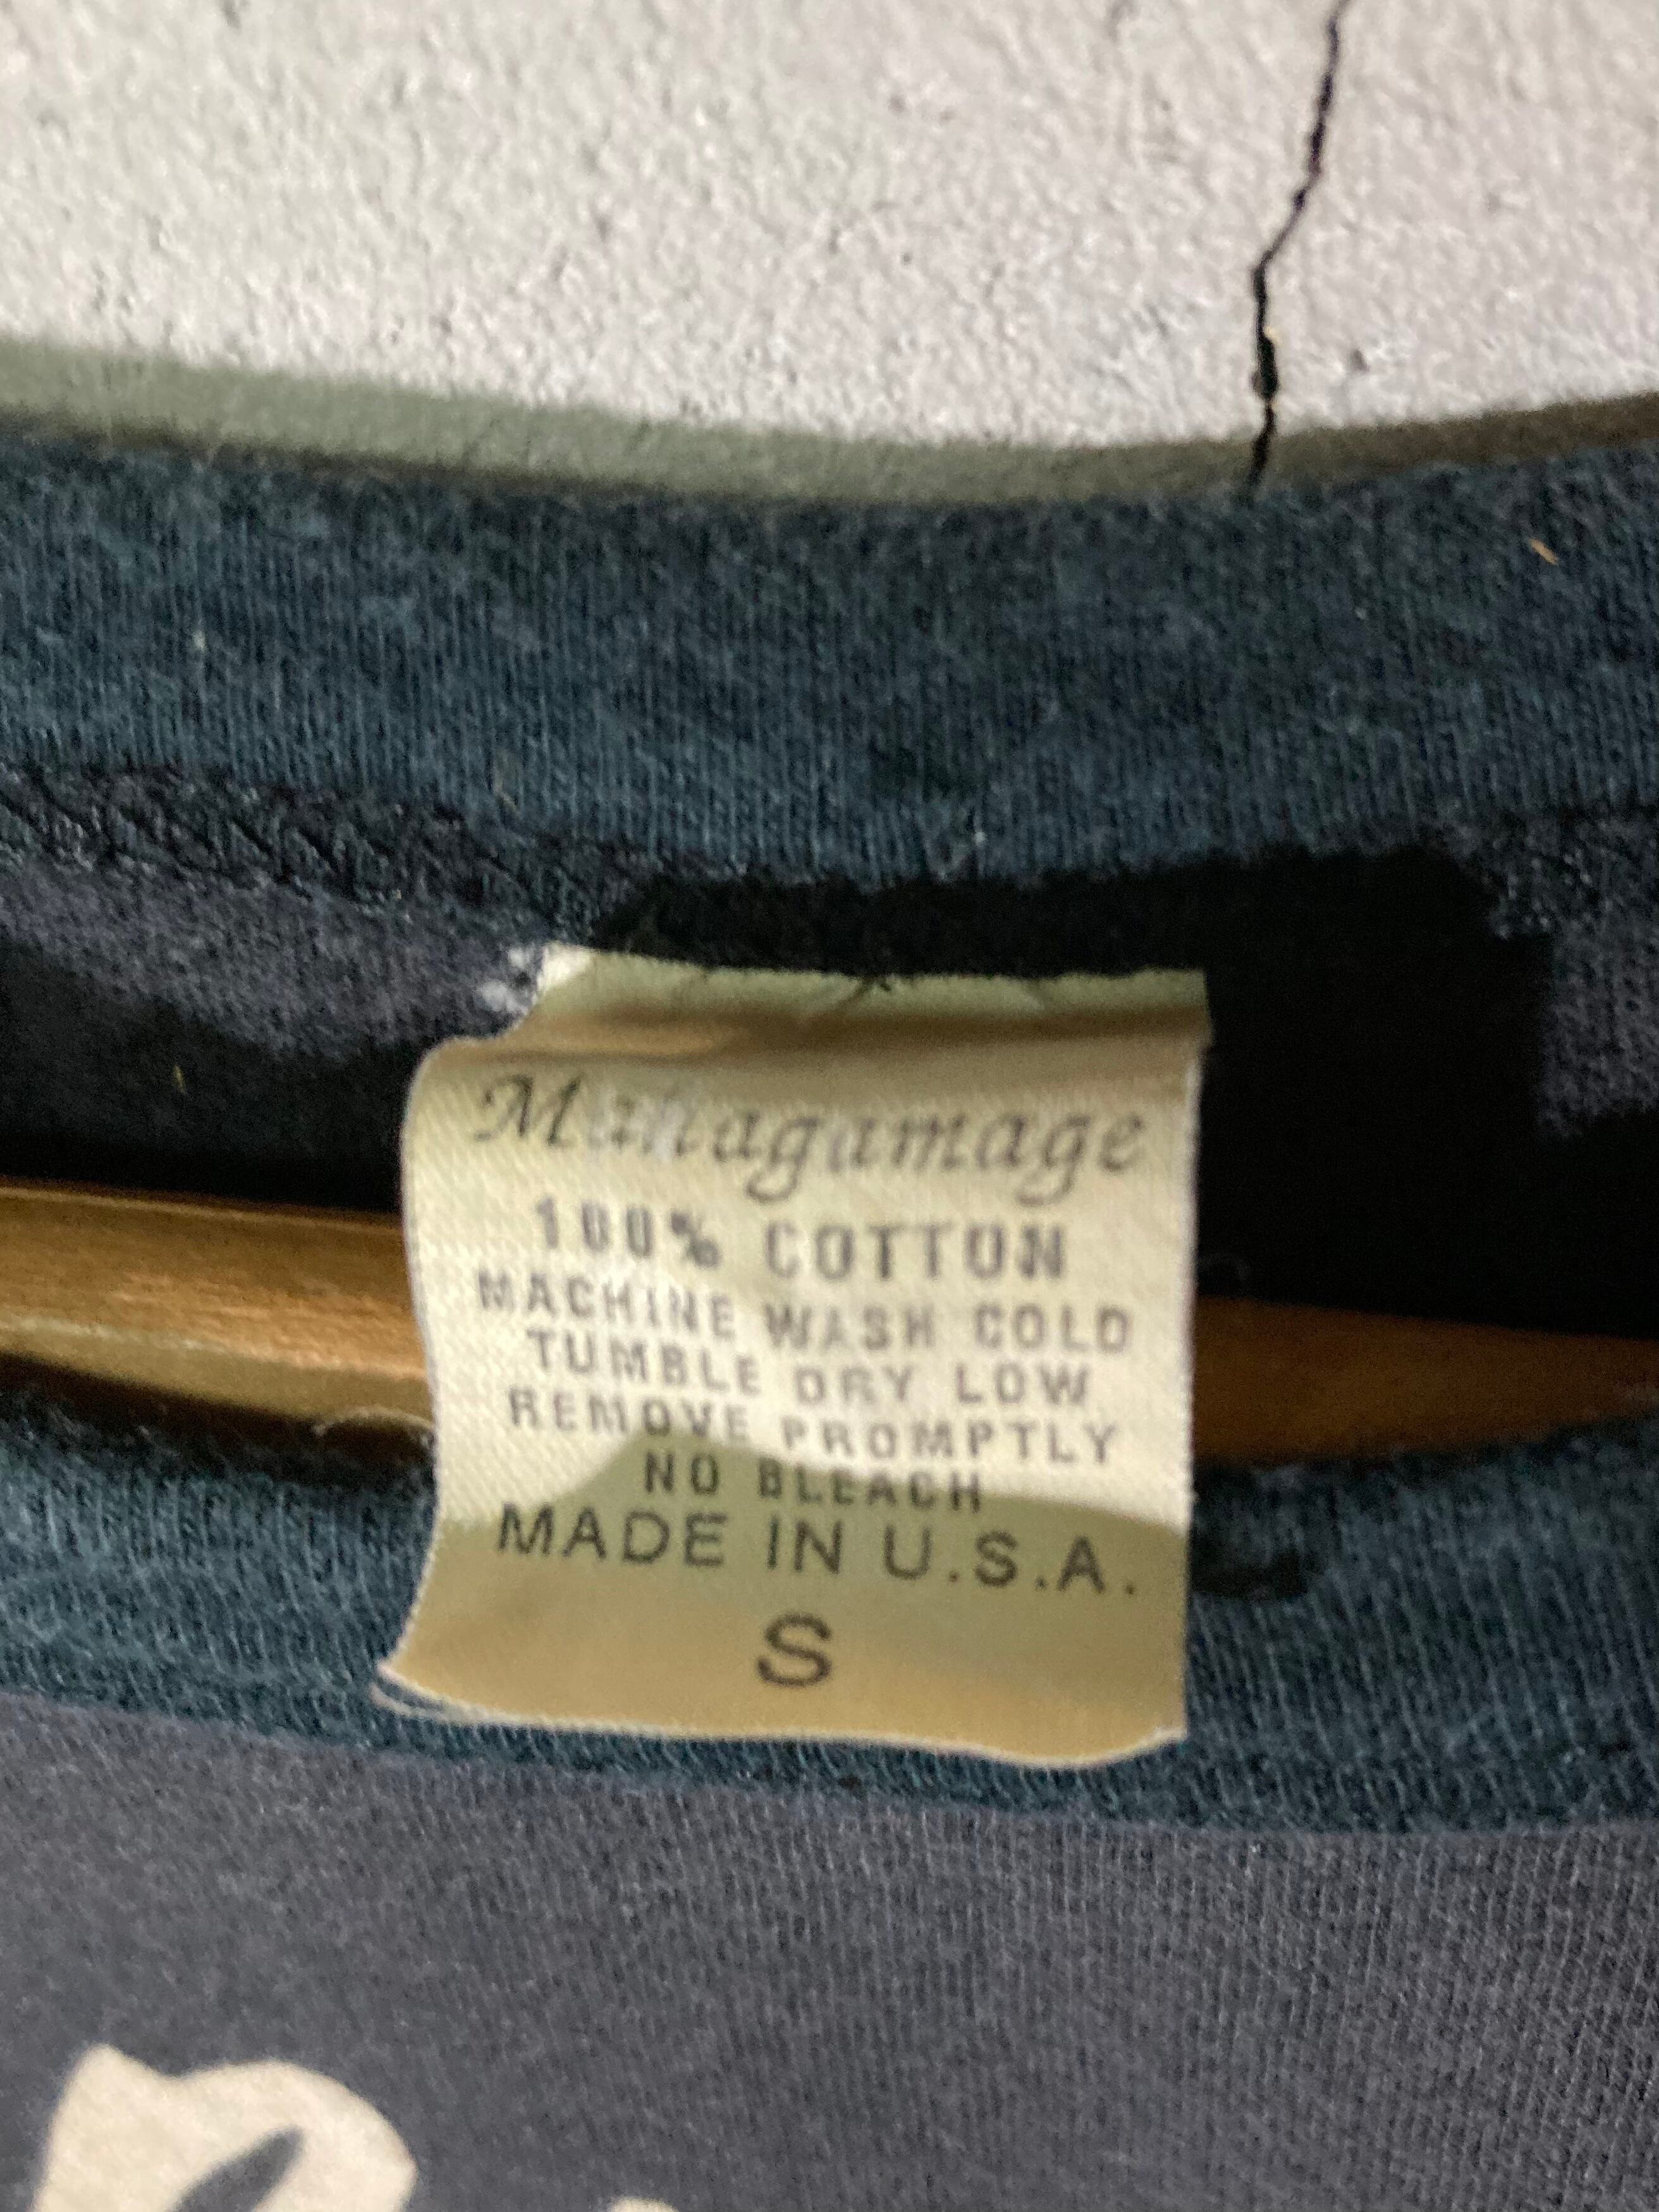 Mahagamage
100% COTTON
MACHINE WASH COLD
TUMBLE DRY LOW
REMOVE PROMPTLY
NO BLEACH
MADE IN U.S.A.
S